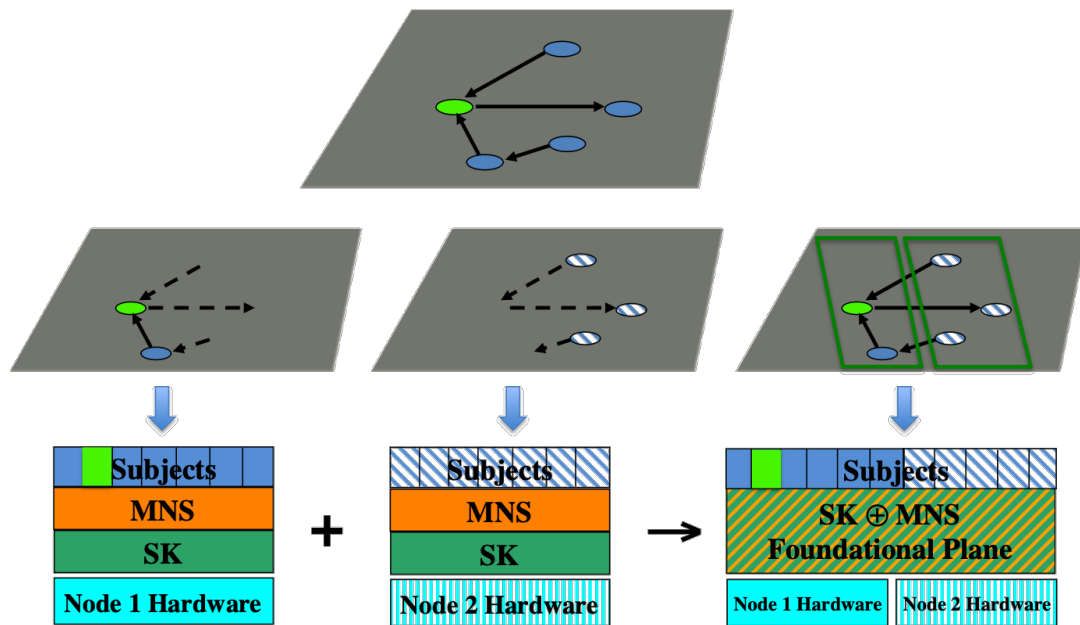 Subjects
MNS
SK
Node 1 Hardware
+
Subjects
MNS
SK
Node 2 Hardware
Subjects
SK ⊕ MNS
Foundational Plane
Node 1 Hardware
Node 2 Hardware